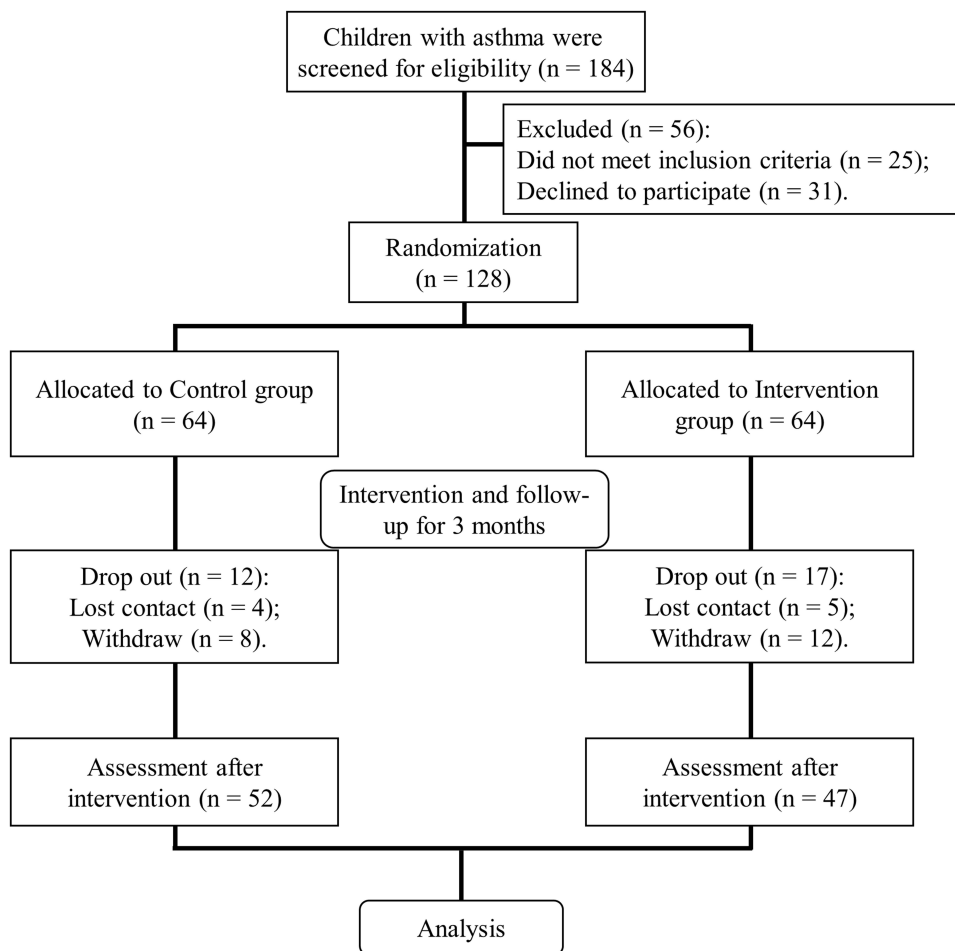 Children with asthma were
screened for eligibility (n = 184)
Excluded (n = 56):
Did not meet inclusion criteria (n = 25);
Declined to participate (n = 31).
Randomization
(n = 128)
Allocated to Control group
(n = 64)
Allocated to Intervention
group (n = 64)
Intervention and follow-
up for 3 months
Drop out (n = 12):
Lost contact (n = 4);
Withdraw (n = 8).
Drop out (n = 17):
Lost contact (n = 5);
Withdraw (n = 12).
Assessment after
intervention (n = 52)
Assessment after
intervention (n = 47)
Analysis